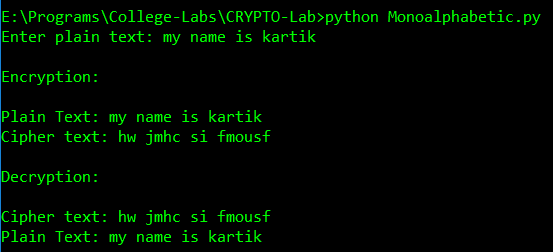 E:\Programs\College-Labs\CRYPTO-Lab>python Monoalphabetic.py
Enter plain text: my name is kartik
Encryption:
Plain Text: my name is kartik
Cipher text: hw jmhc si fmousf
Decryption:
Cipher text: hw jmhc si fmousf
Plain Text: my name is kartik